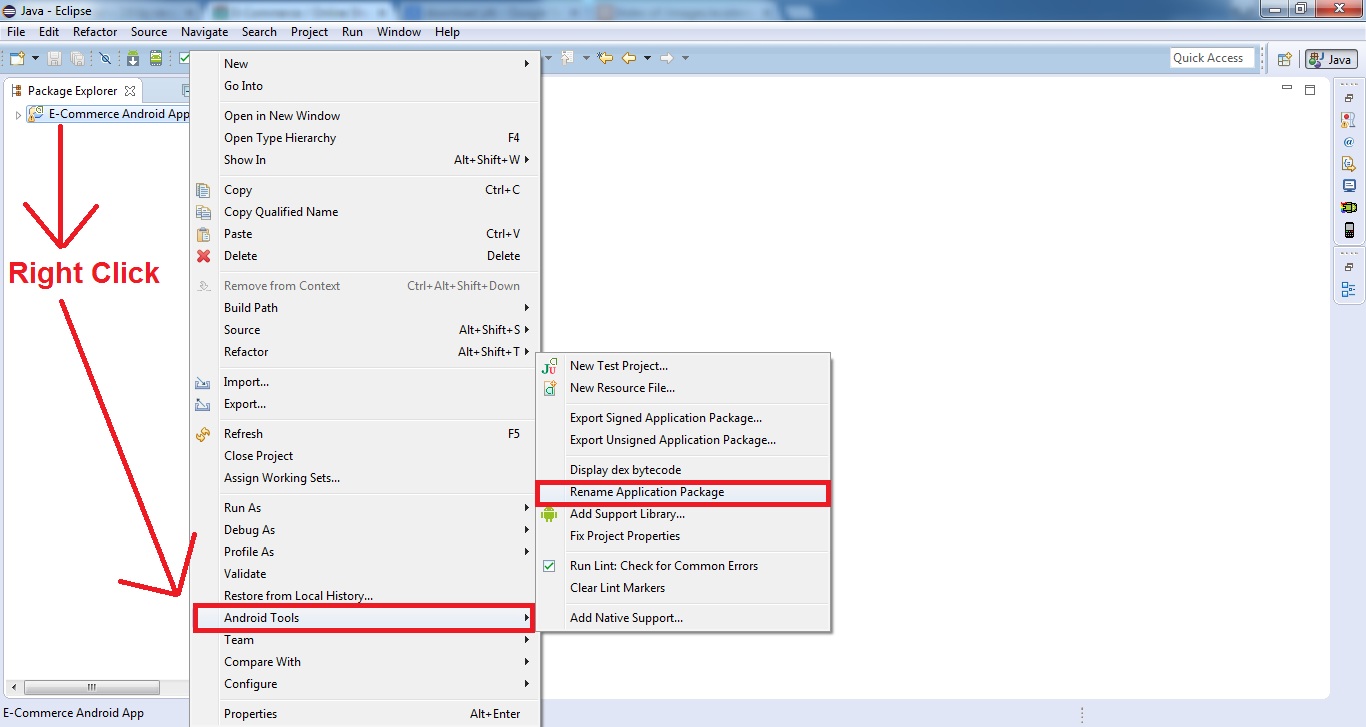 Java - Eclipse
File Edit Refactor Source Navigate Search Project Run Window Help
Quick Access
Java
Package Explorer
E-Commerce Android App
Right Click
New
Go Into
Open in New Window
Open Type Hierarchy F4
Show In Alt+Shift+W
Copy Ctrl+C
Copy Qualified Name
Paste Ctrl+V
Delete Delete
Remove from Context Ctrl+Alt+Shift+Down
Build Path
Source Alt+Shift+S
Refactor Alt+Shift+T
Import...
Export...
Refresh F5
Close Project
Assign Working Sets...
Run As
Debug As
Profile As
Validate
Restore from Local History...
Android Tools
Team
Compare With
Configure
Properties Alt+Enter
New Test Project...
New Resource File...
Export Signed Application Package...
Export Unsigned Application Package...
Display dex bytecode
Rename Application Package
Add Support Library...
Fix Project Properties
Run Lint: Check for Common Errors
Clear Lint Markers
Add Native Support...
E-Commerce Android App